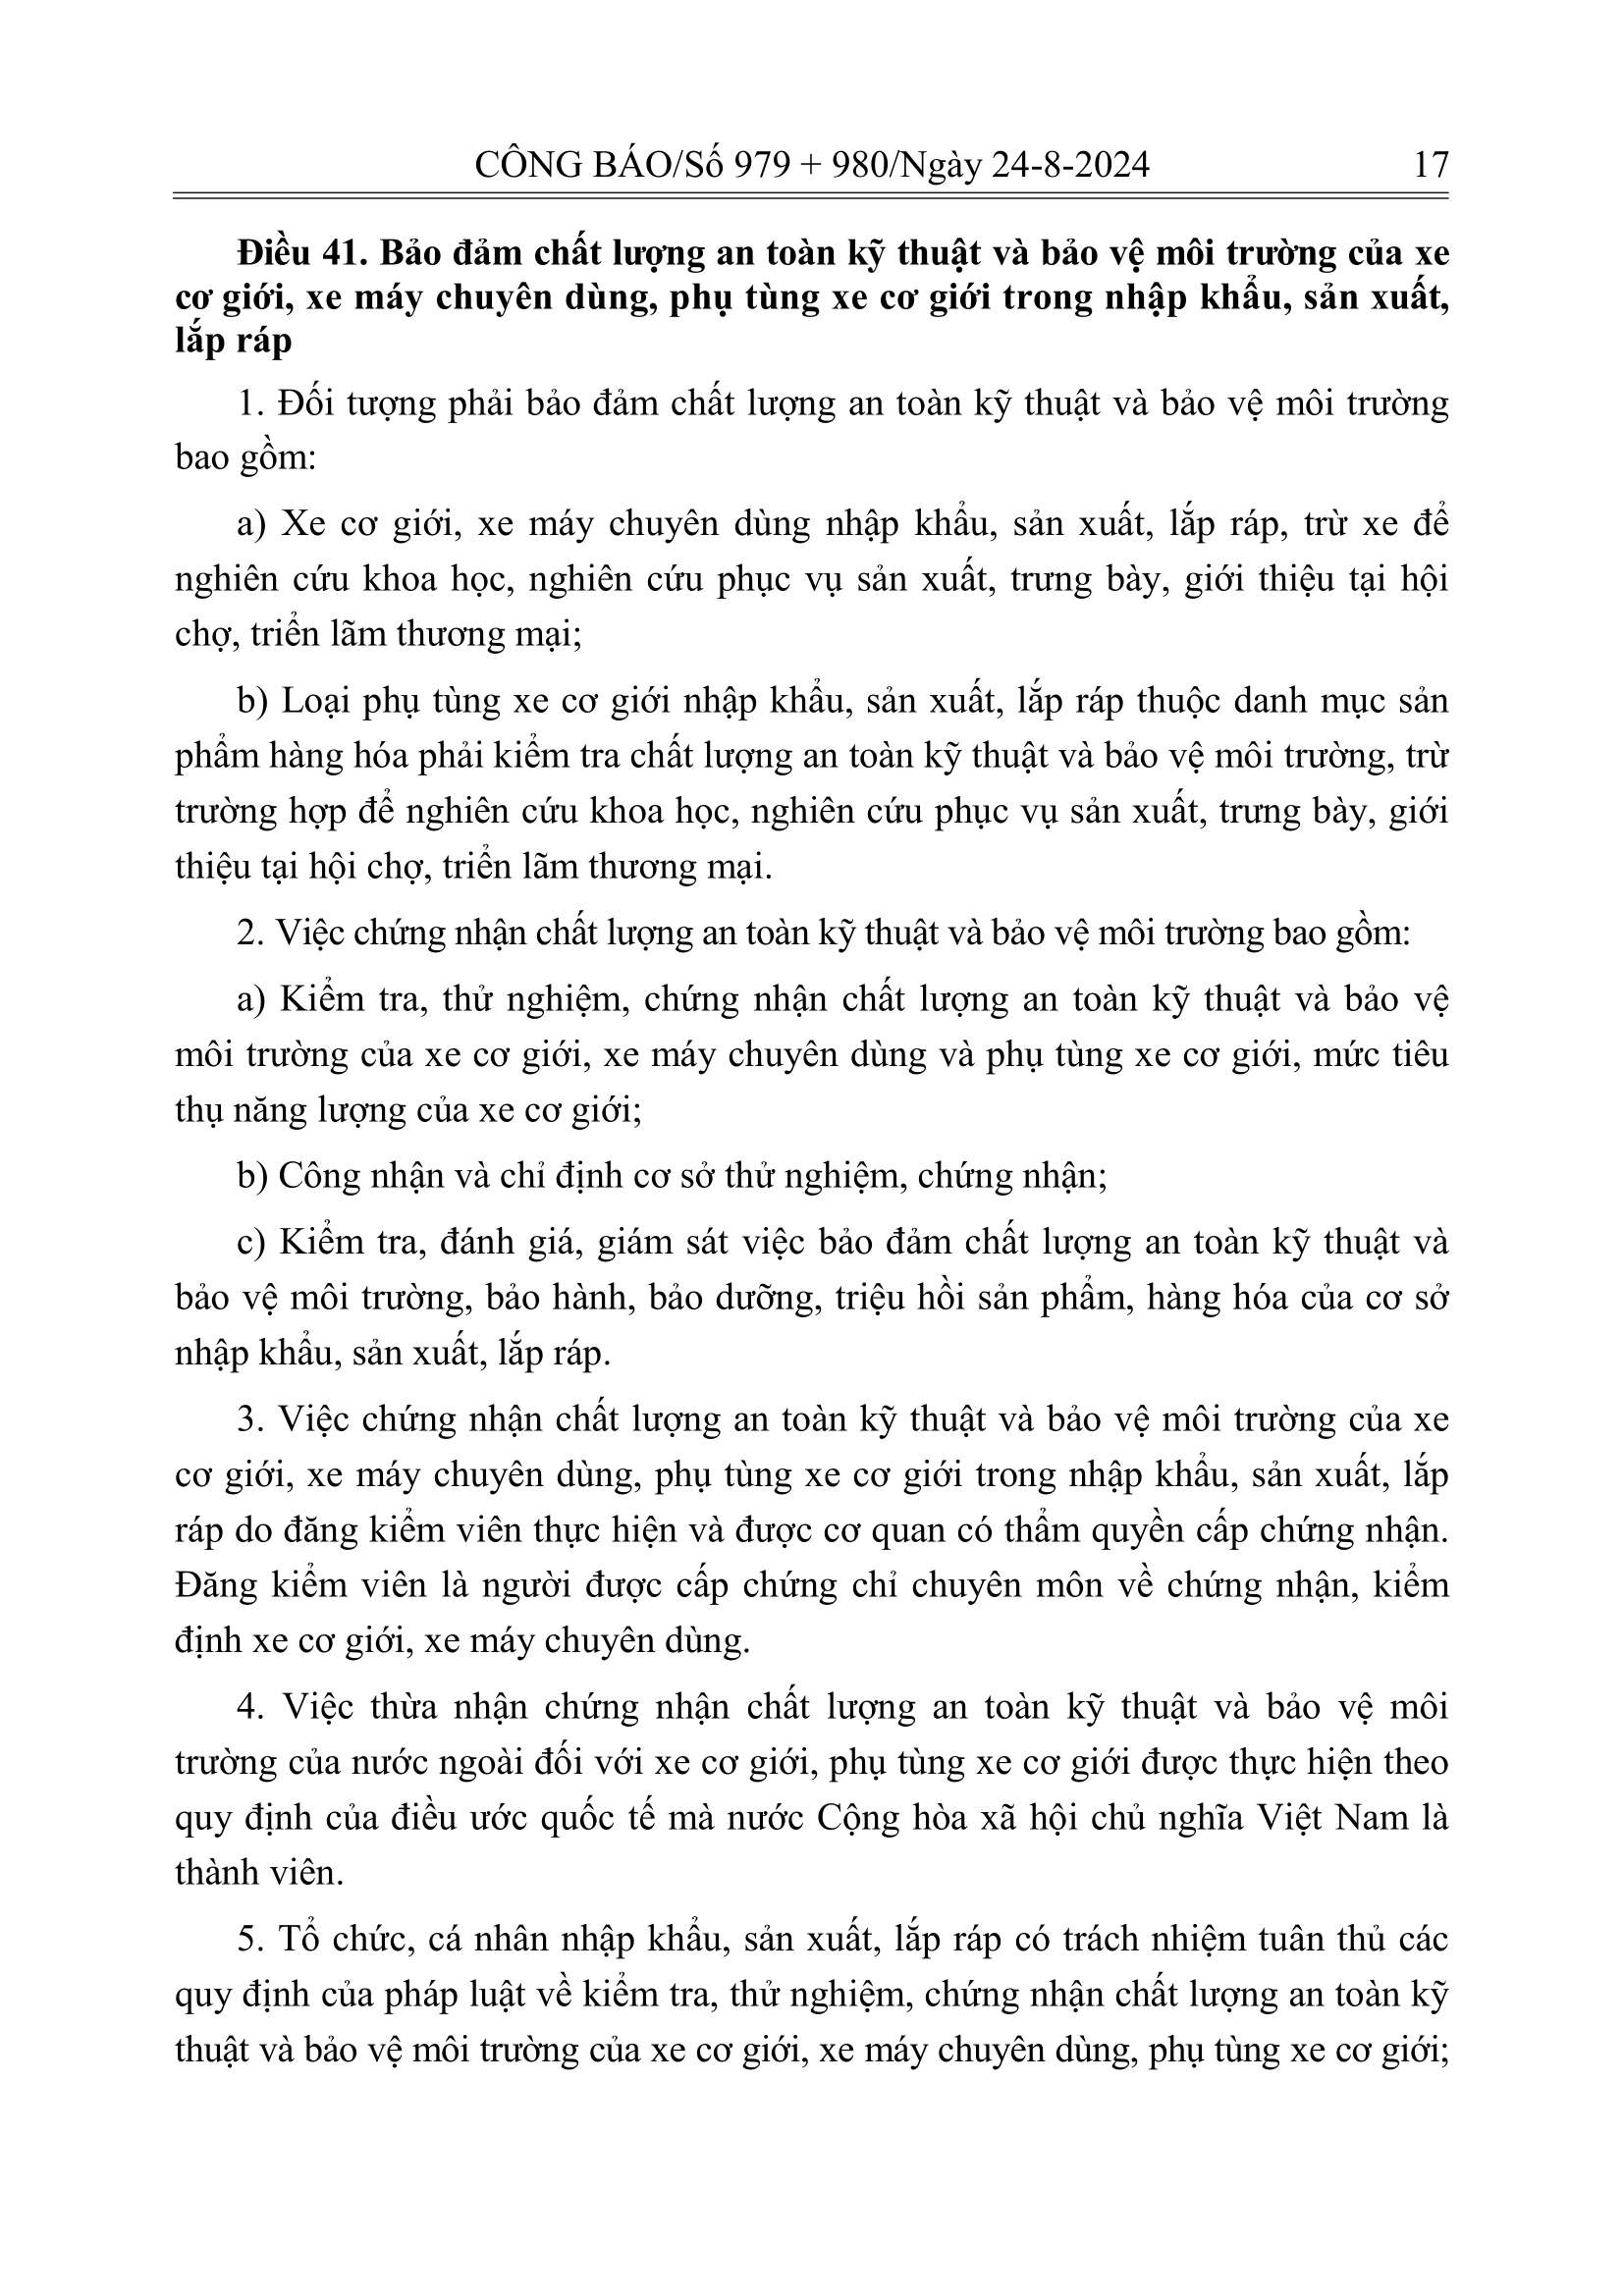 CÔNG BÁO/Số 979 + 980/Ngày 24-8-2024 17
Điều 41. Bảo đảm chất lượng an toàn kỹ thuật và bảo vệ môi trường của xe
cơ giới, xe máy chuyên dùng, phụ tùng xe cơ giới trong nhập khẩu, sản xuất,
lắp ráp
1. Đối tượng phải bảo đảm chất lượng an toàn kỹ thuật và bảo vệ môi trường
bao gồm:
a) Xe cơ giới, xe máy chuyên dùng nhập khẩu, sản xuất, lắp ráp, trừ xe để
nghiên cứu khoa học, nghiên cứu phục vụ sản xuất, trưng bày, giới thiệu tại hội
chợ, triển lãm thương mại;
b) Loại phụ tùng xe cơ giới nhập khẩu, sản xuất, lắp ráp thuộc danh mục sản
phẩm hàng hóa phải kiểm tra chất lượng an toàn kỹ thuật và bảo vệ môi trường, trừ
trường hợp để nghiên cứu khoa học, nghiên cứu phục vụ sản xuất, trưng bày, giới
thiệu tại hội chợ, triển lãm thương mại.
2. Việc chứng nhận chất lượng an toàn kỹ thuật và bảo vệ môi trường bao gồm:
a) Kiểm tra, thử nghiệm, chứng nhận chất lượng an toàn kỹ thuật và bảo vệ
môi trường của xe cơ giới, xe máy chuyên dùng và phụ tùng xe cơ giới, mức tiêu
thụ năng lượng của xe cơ giới;
b) Công nhận và chỉ định cơ sở thử nghiệm, chứng nhận;
c) Kiểm tra, đánh giá, giám sát việc bảo đảm chất lượng an toàn kỹ thuật và
bảo vệ môi trường, bảo hành, bảo dưỡng, triệu hồi sản phẩm, hàng hóa của cơ sở
nhập khẩu, sản xuất, lắp ráp.
3. Việc chứng nhận chất lượng an toàn kỹ thuật và bảo vệ môi trường của xe
cơ giới, xe máy chuyên dùng, phụ tùng xe cơ giới trong nhập khẩu, sản xuất, lắp
ráp do đăng kiểm viên thực hiện và được cơ quan có thẩm quyền cấp chứng nhận.
Đăng kiểm viên là người được cấp chứng chỉ chuyên môn về chứng nhận, kiểm
định xe cơ giới, xe máy chuyên dùng.
4. Việc thừa nhận chứng nhận chất lượng an toàn kỹ thuật và bảo vệ môi
trường của nước ngoài đối với xe cơ giới, phụ tùng xe cơ giới được thực hiện theo
quy định của điều ước quốc tế mà nước Cộng hòa xã hội chủ nghĩa Việt Nam là
thành viên.
5. Tổ chức, cá nhân nhập khẩu, sản xuất, lắp ráp có trách nhiệm tuân thủ các
quy định của pháp luật về kiểm tra, thử nghiệm, chứng nhận chất lượng an toàn kỹ
thuật và bảo vệ môi trường của xe cơ giới, xe máy chuyên dùng, phụ tùng xe cơ giới;